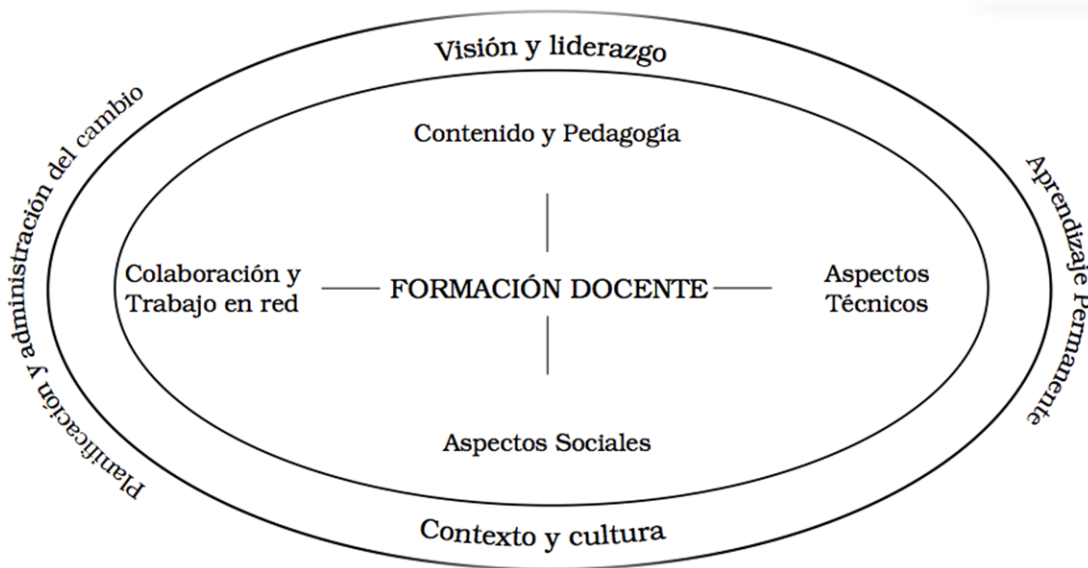 Visión y liderazgo
Contenido y Pedagogía
Planificación y administración del cambio
Colaboración y
Trabajo en red
FORMACIÓN DOCENTE
Aspectos
Técnicos
Aprendizaje Permanente
Aspectos Sociales
Contexto y cultura